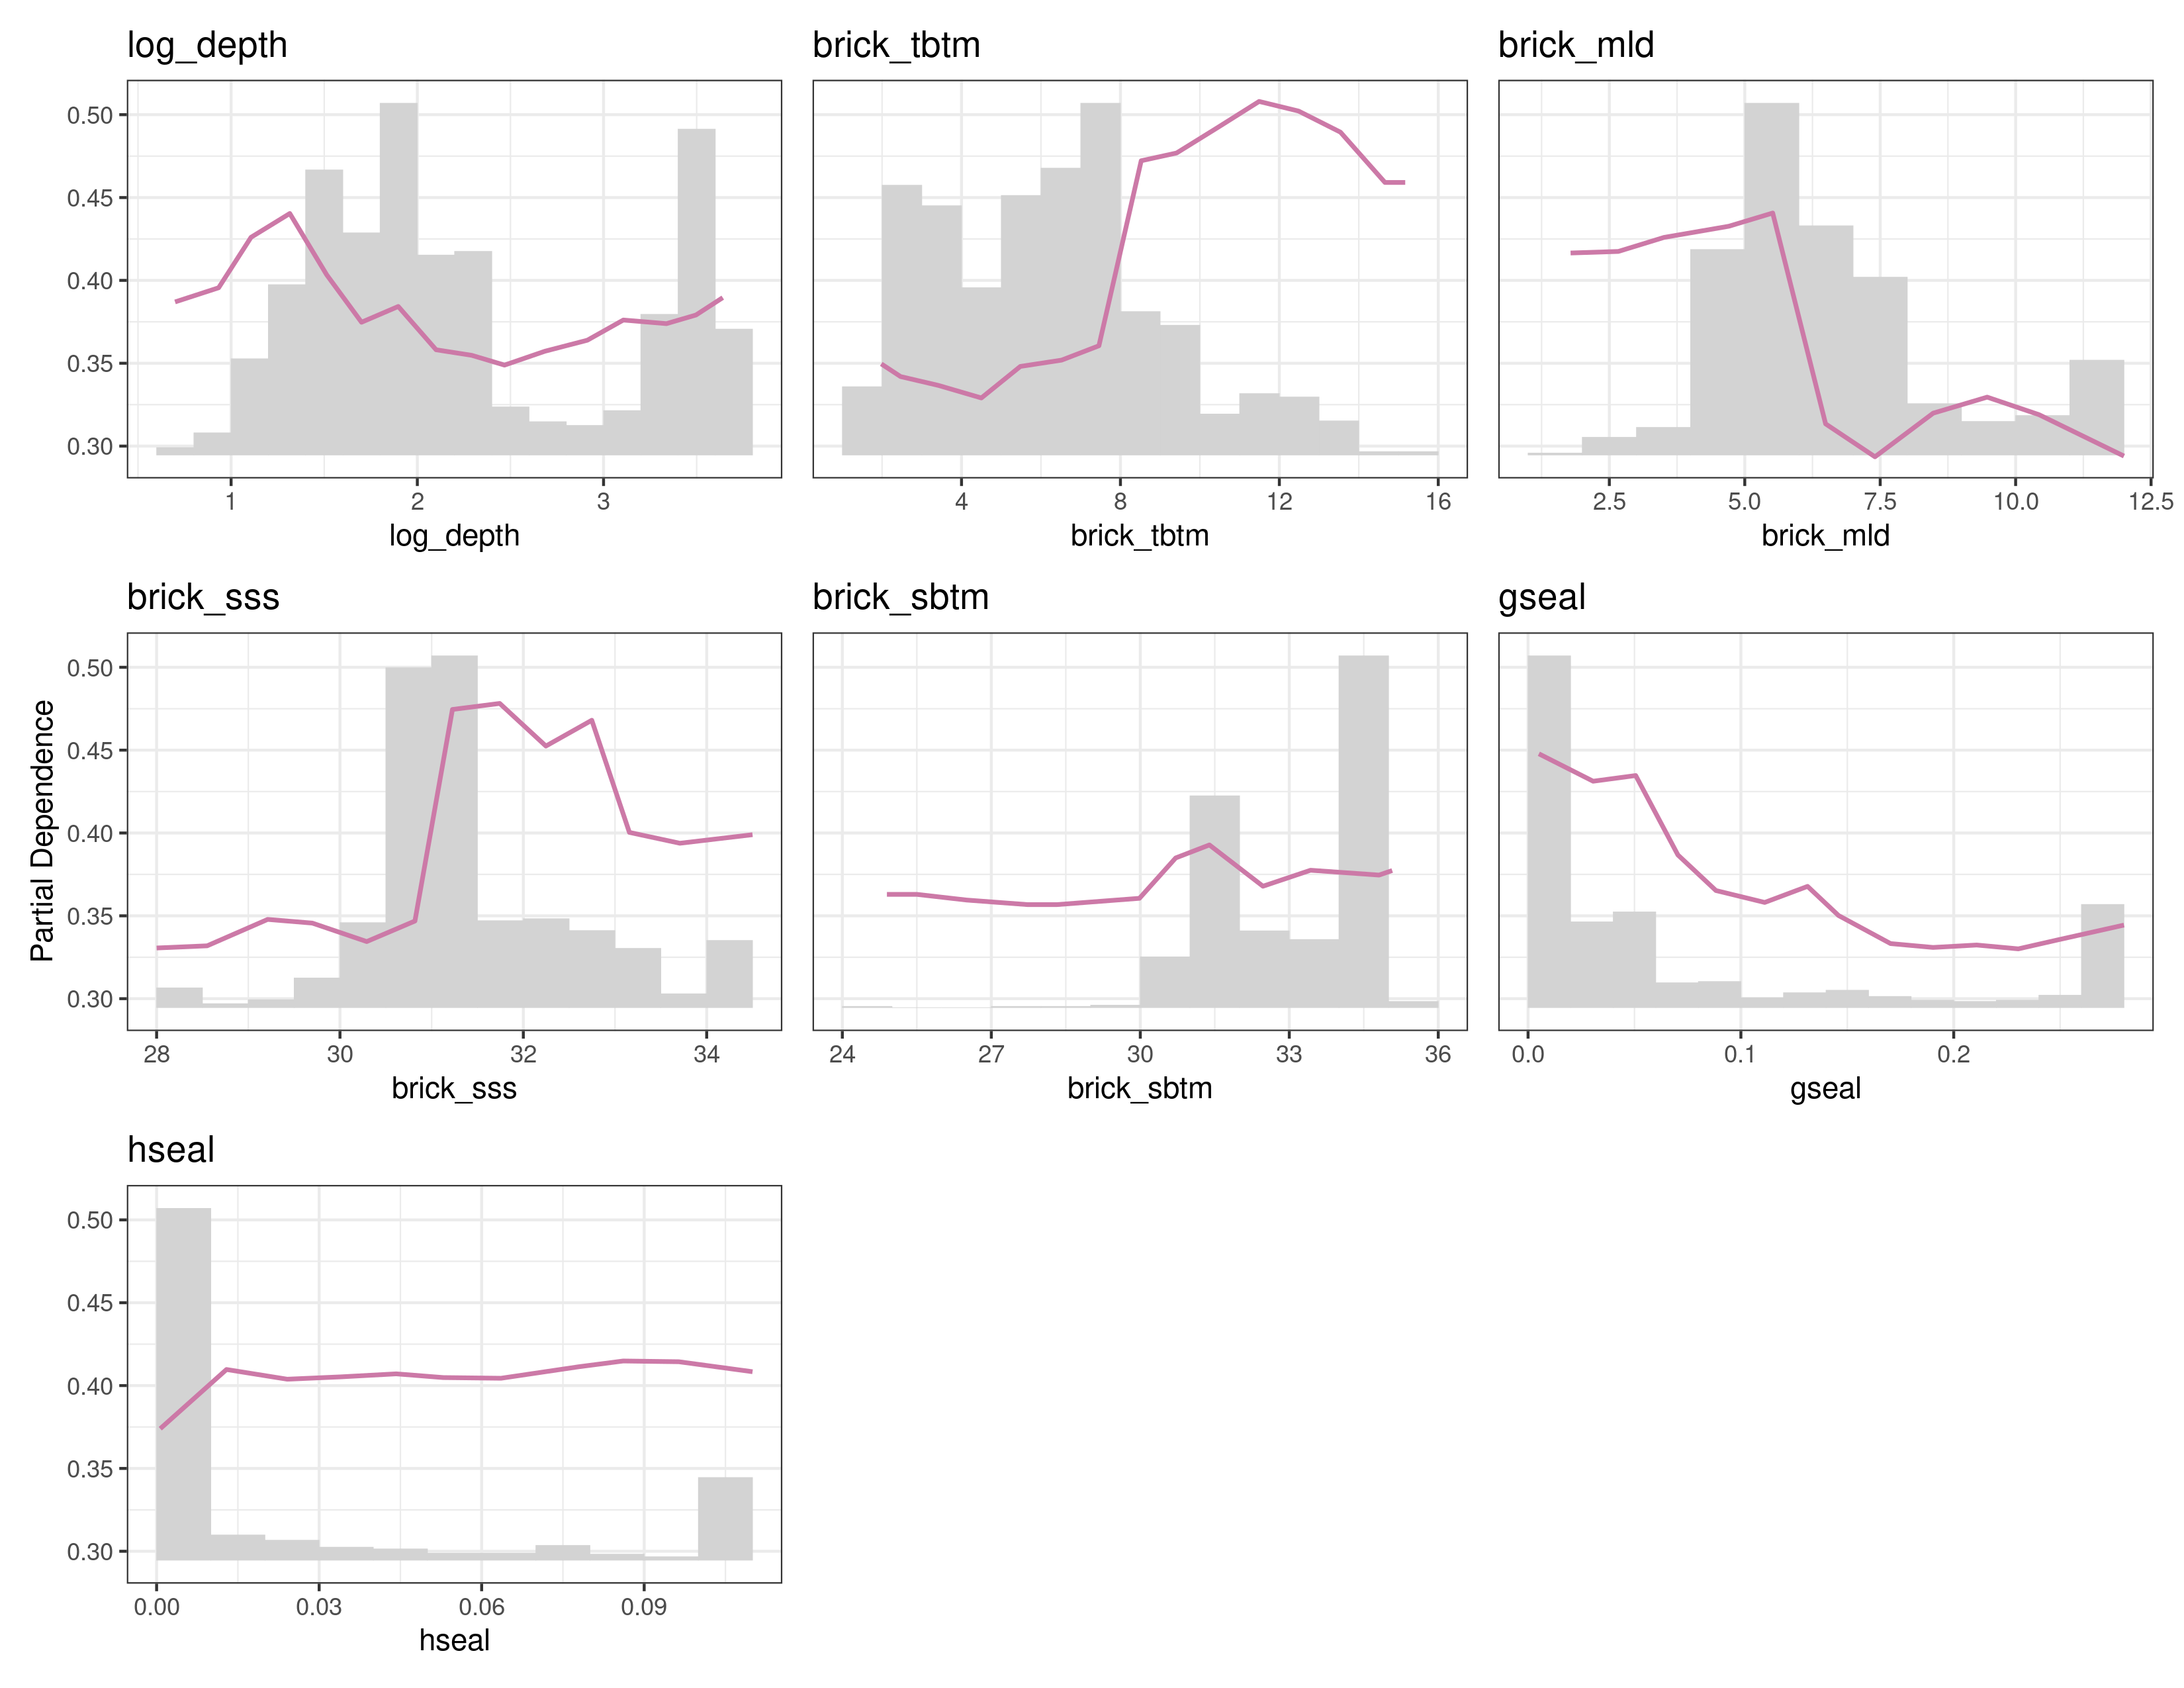 log_depth brick_tbtm brick_mld
0.50
0.45
0.40
0.35
0.30
1 2 3 4 8 12 16 2.5 5.0 7.5 10.0 12.5
log_depth brick_tbtm brick_mld
brick_sss brick_sbtm gseal
Partial Dependence
0.50
0.45
0.40
0.35
0.30
28 30 32 34 24 27 30 33 36 0.0 0.1 0.2
brick_sss brick_sbtm gseal
hseal
0.50
0.45
0.40
0.35
0.30
0.00 0.03 0.06 0.09
hseal